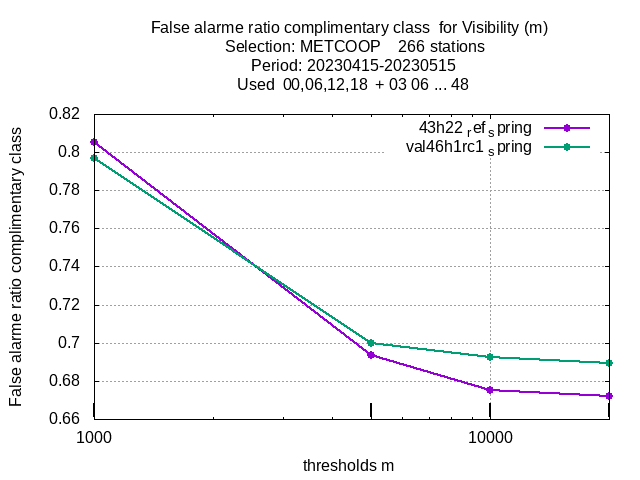 False alarme ratio complimentary class for Visibility (m)
Selection: METCOOP 266 stations
Period: 20230415-20230515
Used 00,06,12,18 + 03 06 ... 48
False alarme ratio complimentary class
0.82
0.8
0.78
0.76
0.74
0.72
0.7
0.68
0.66
43h22 ref spring
val46h1rc1 spring
1000
10000
thresholds m